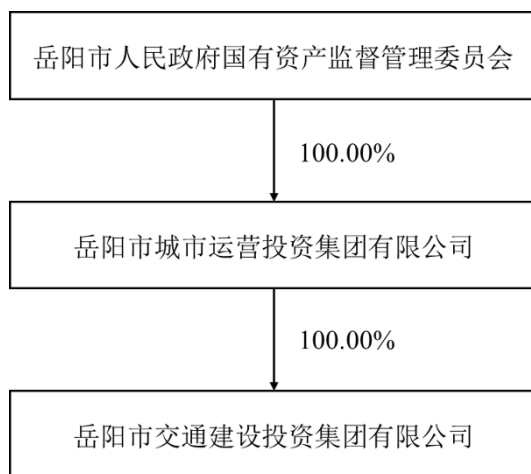 岳阳市人民政府国有资产监督管理委员会
100.00%
岳阳市城市运营投资集团有限公司
100.00%
岳阳市交通建设投资集团有限公司